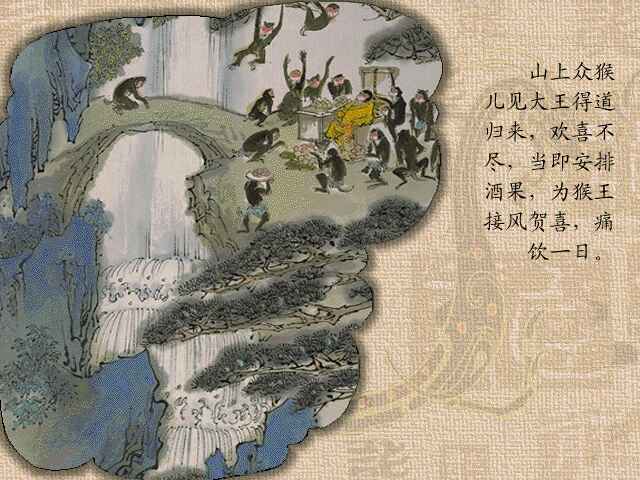 山上众猴
儿见大王得道
归来，欢喜不
尽，当即安排
酒果，为猴王
接风贺喜，痛
饮一日。